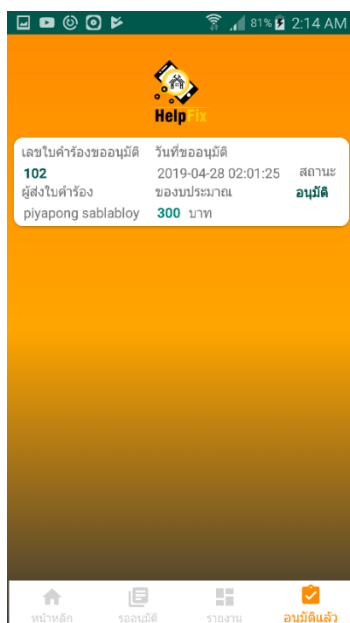 81% 2:14 AM
HelpFix
เลขใบคำร้องขออนุมัติ วันที่ขออนุมัติ
102 2019-04-28 02:01:25 สถานะ
ผู้ส่งใบคำร้อง ของบประมาณ อนุมัติ
piyapong sablabloy 300 บาท
หน้าหลัก รออนุมัติ รายงาน อนุมัติแล้ว